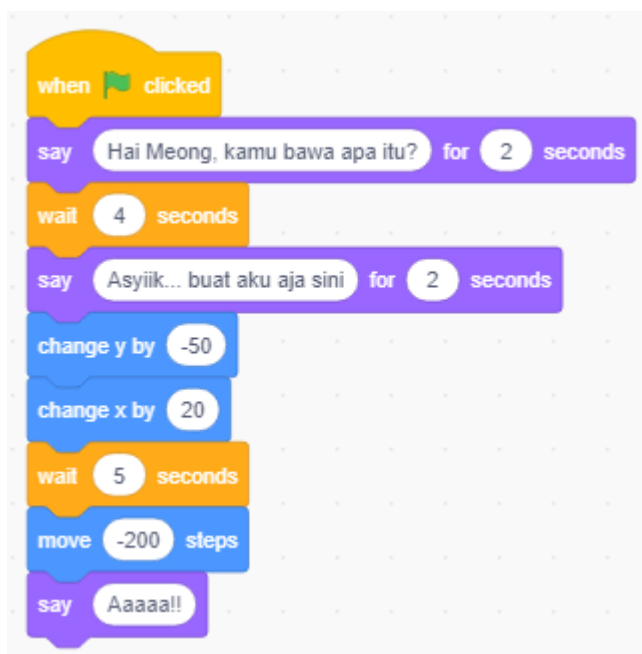 when clicked
say Hai Meong, kamu bawa apa itu? for 2 seconds
wait 4 seconds
say Asyiik... buat aku aja sini for 2 seconds
change y by -50
change x by 20
wait 5 seconds
move -200 steps
say Aaaaa!!